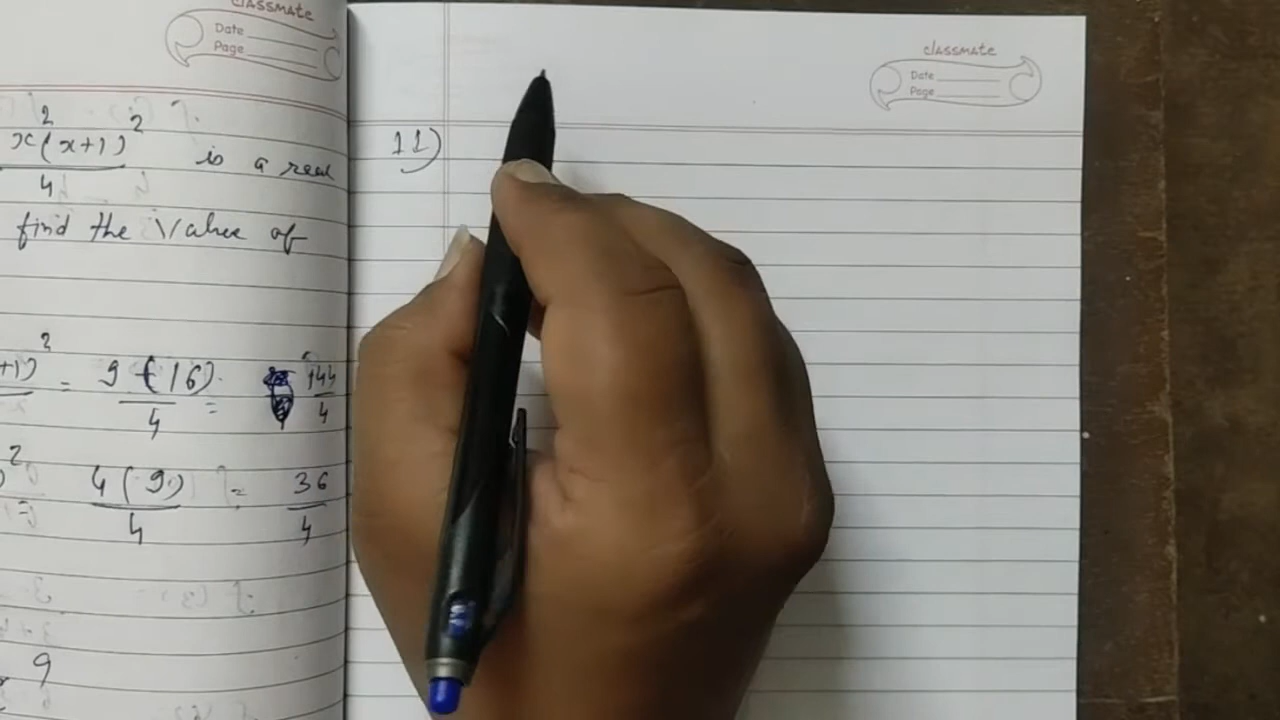 classmate
Date
Page
x²(x+1)² is a real
4
find the value of
+1)² = 9 (16) = 144
4 4
)² 4(9) = 36
4 4
9
classmate
Date
Page
11)